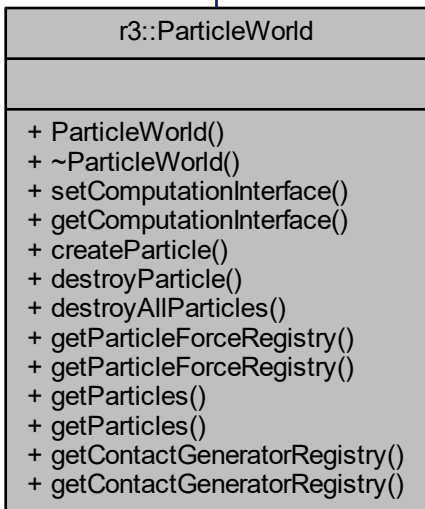 r3::ParticleWorld
+ ParticleWorld()
+ ~ParticleWorld()
+ setComputationInterface()
+ getComputationInterface()
+ createParticle()
+ destroyParticle()
+ destroyAllParticles()
+ getParticleForceRegistry()
+ getParticleForceRegistry()
+ getParticles()
+ getParticles()
+ getContactGeneratorRegistry()
+ getContactGeneratorRegistry()